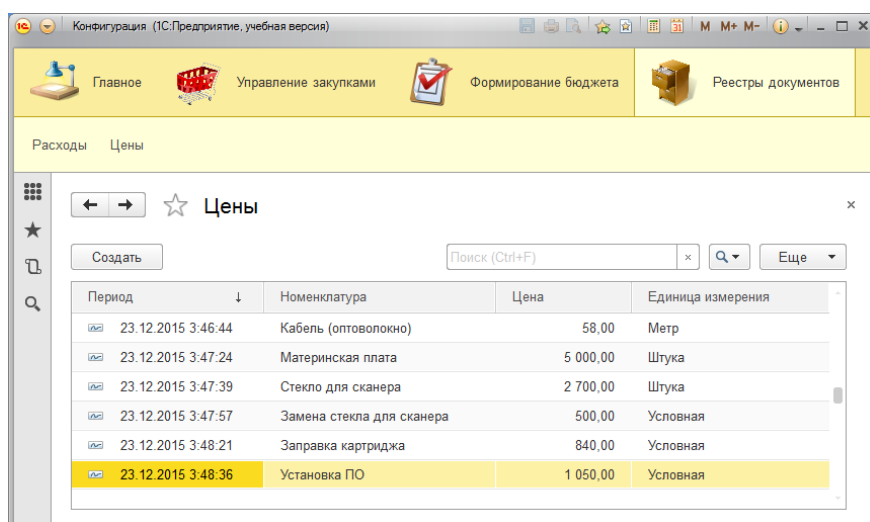 1С Конфигурация (1С:Предприятие, учебная версия) 31 M M+ M-
Главное Управление закупками Формирование бюджета Реестры документов
Расходы Цены
Цены
Создать Поиск (Ctrl+F) Еще
Период Номенклатура Цена Единица измерения
23.12.2015 3:46:44 Кабель (оптоволокно) 58,00 Метр
23.12.2015 3:47:24 Материнская плата 5 000,00 Штука
23.12.2015 3:47:39 Стекло для сканера 2 700,00 Штука
23.12.2015 3:47:57 Замена стекла для сканера 500,00 Условная
23.12.2015 3:48:21 Заправка картриджа 840,00 Условная
23.12.2015 3:48:36 Установка ПО 1 050,00 Условная